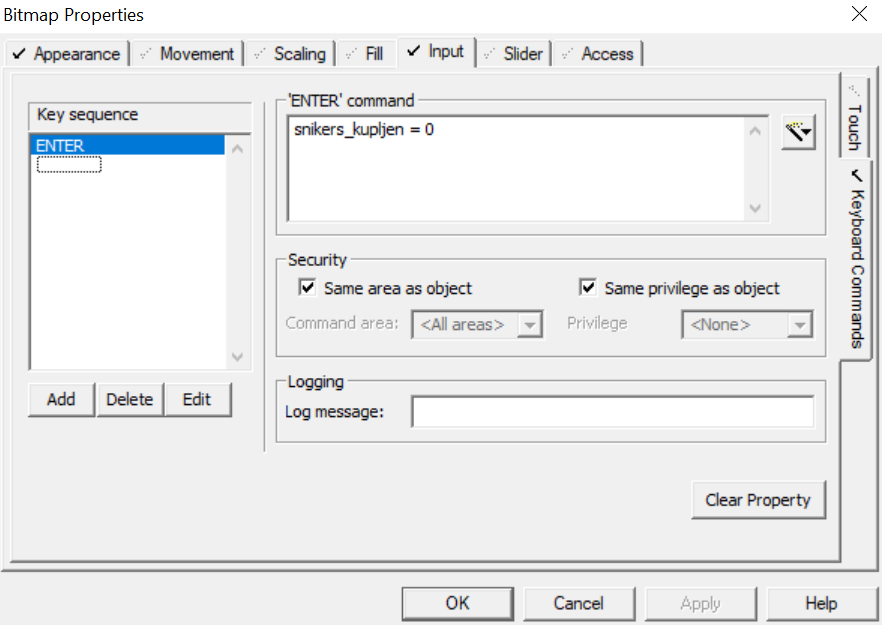 Bitmap Properties
Appearance Movement Scaling Fill Input Slider Access
Touch
Keyboard Commands
Key sequence
ENTER
Add Delete Edit
'ENTER' command
snikers_kupljen = 0
Security
Same area as object Same privilege as object
Command area: <All areas> Privilege <None>
Logging
Log message:
Clear Property
OK Cancel Apply Help